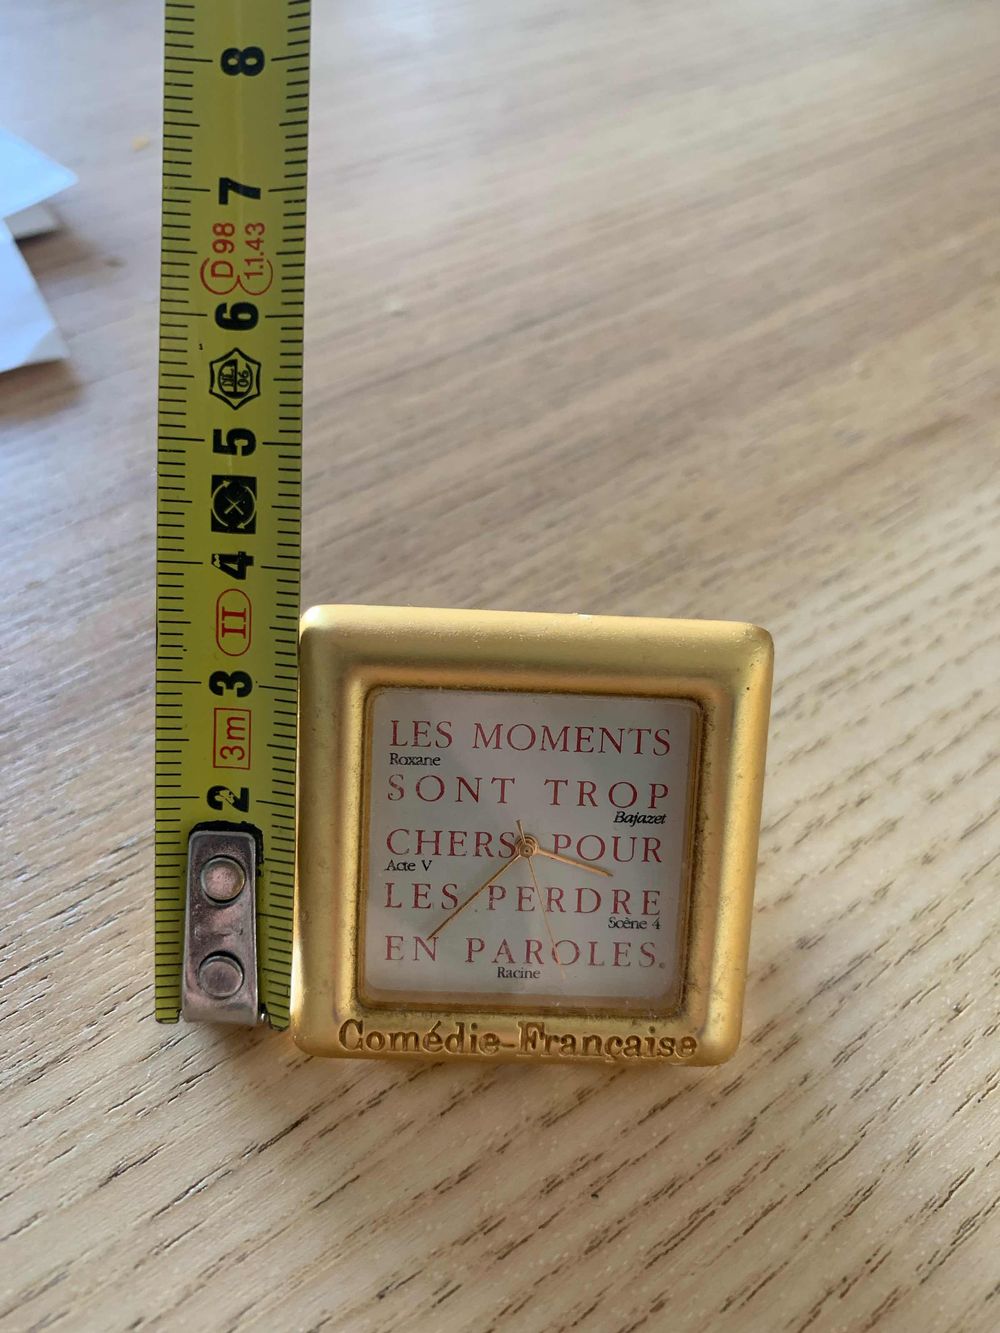 8
7
D98
1.1.43
6
5
4
II
3
3m
2
LES MOMENTS
Roxane
SONT TROP
Bajazet
CHERS POUR
Acte V
LES PERDRE
Scène 4
EN PAROLES.
Racine
Comédie-Française